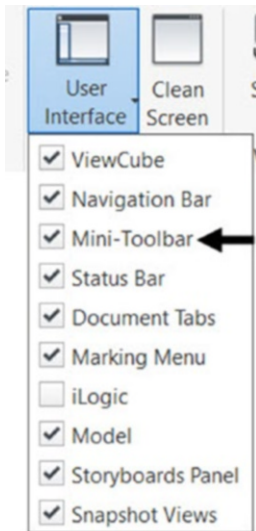 User
Interface
Clean
Screen
ViewCube
Navigation Bar
Mini-Toolbar
Status Bar
Document Tabs
Marking Menu
iLogic
Model
Storyboards Panel
Snapshot Views